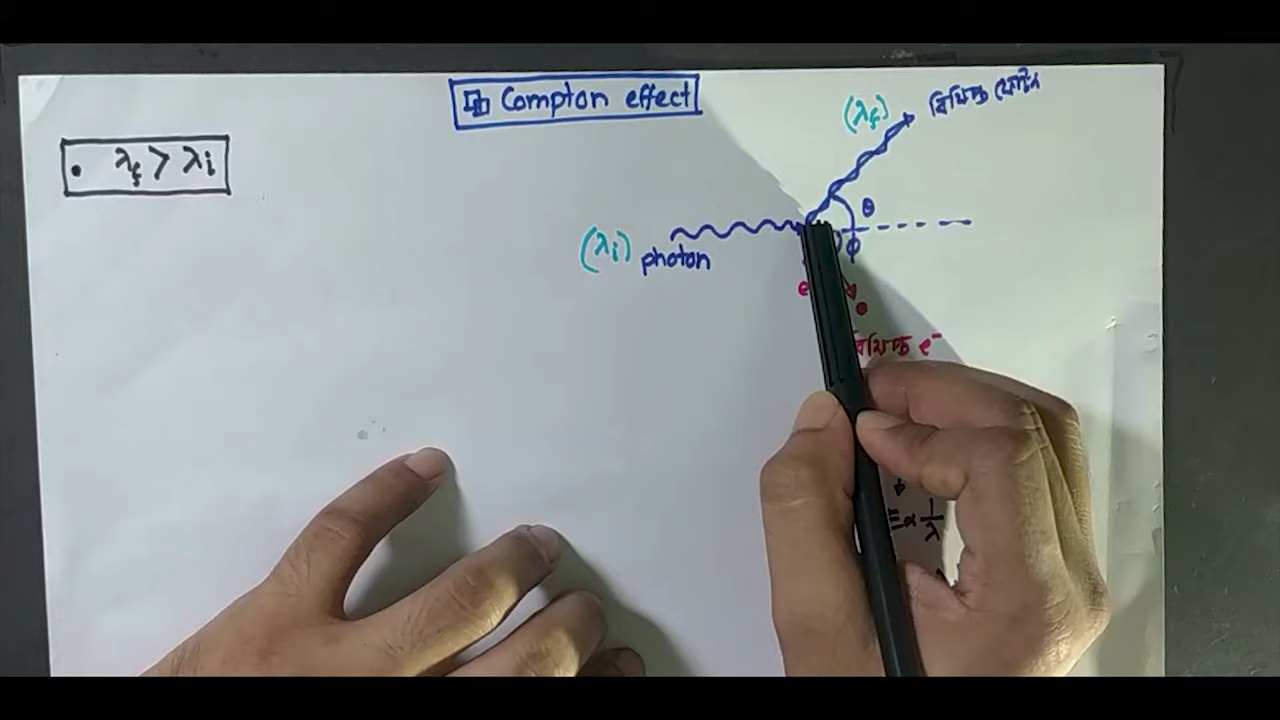 Compton effect
• λf > λi
(λf)
বিক্ষিপ্ত ফোটন
θ
(λi) photon
φ
e
বিক্ষিপ্ত e⁻
E ∝ 1/λ